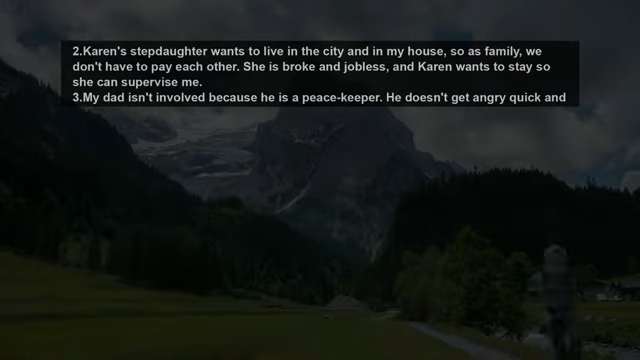 2.Karen's stepdaughter wants to live in the city and in my house, so as family, we
don't have to pay each other. She is broke and jobless, and Karen wants to stay so
she can supervise me.
3.My dad isn't involved because he is a peace-keeper. He doesn't get angry quick and